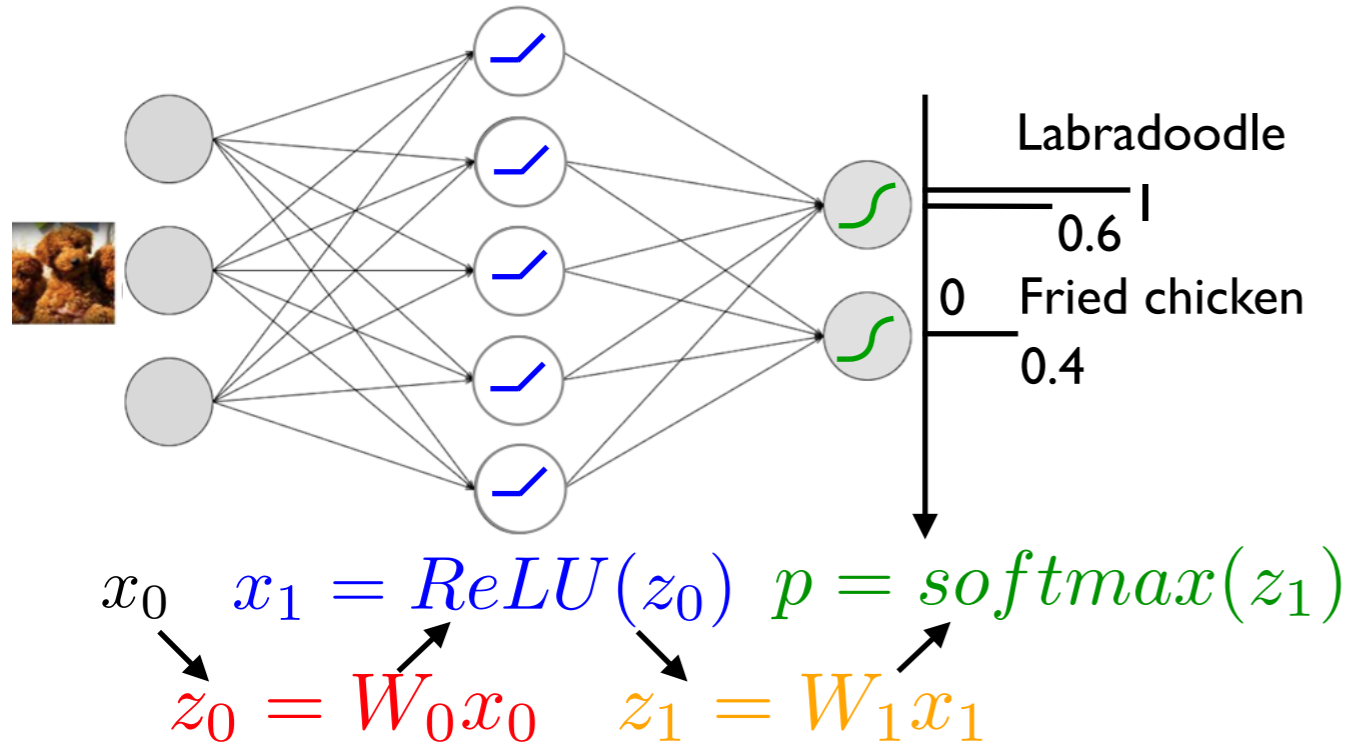 Labradoodle
1
0.6
0 Fried chicken
0.4
x₀ x₁ = ReLU(z₀) p = softmax(z₁)
z₀ = W₀x₀ z₁ = W₁x₁